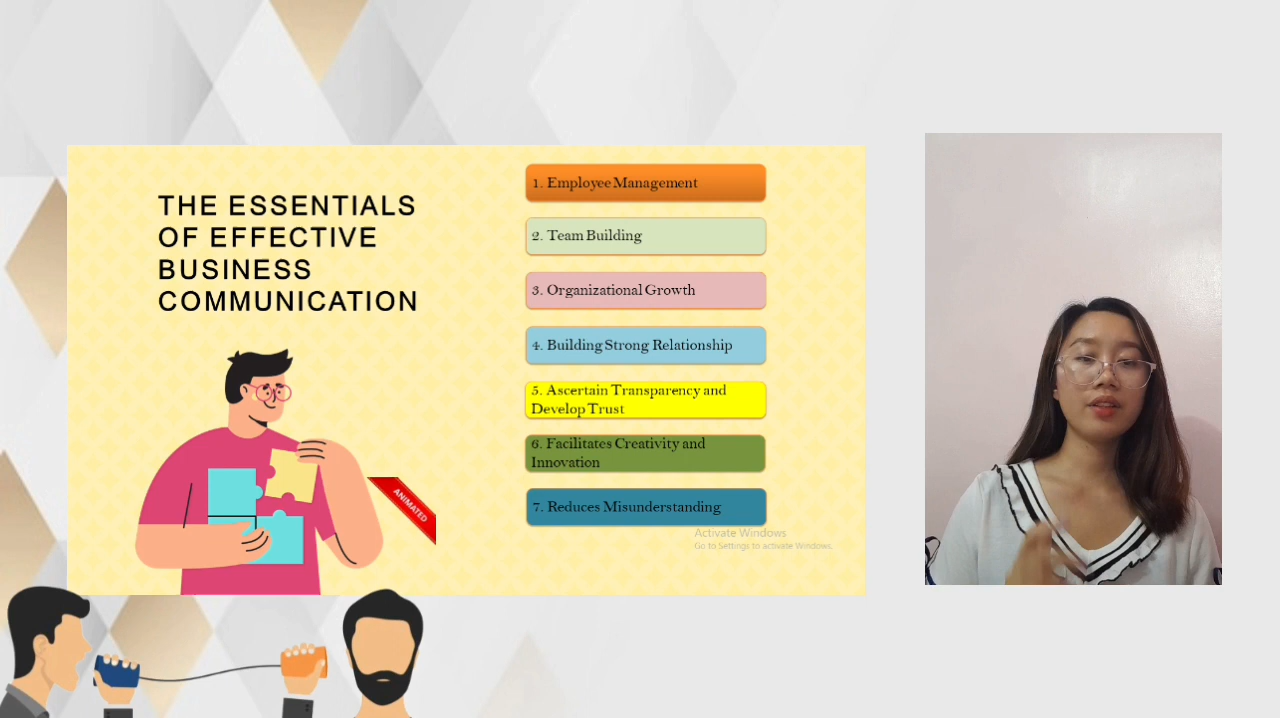 THE ESSENTIALS
OF EFFECTIVE
BUSINESS
COMMUNICATION
ANIMATED
1. Employee Management
2. Team Building
3. Organizational Growth
4. Building Strong Relationship
5. Ascertain Transparency and
Develop Trust
6. Facilitates Creativity and
Innovation
7. Reduces Misunderstanding
Activate Windows
Go to Settings to activate Windows.